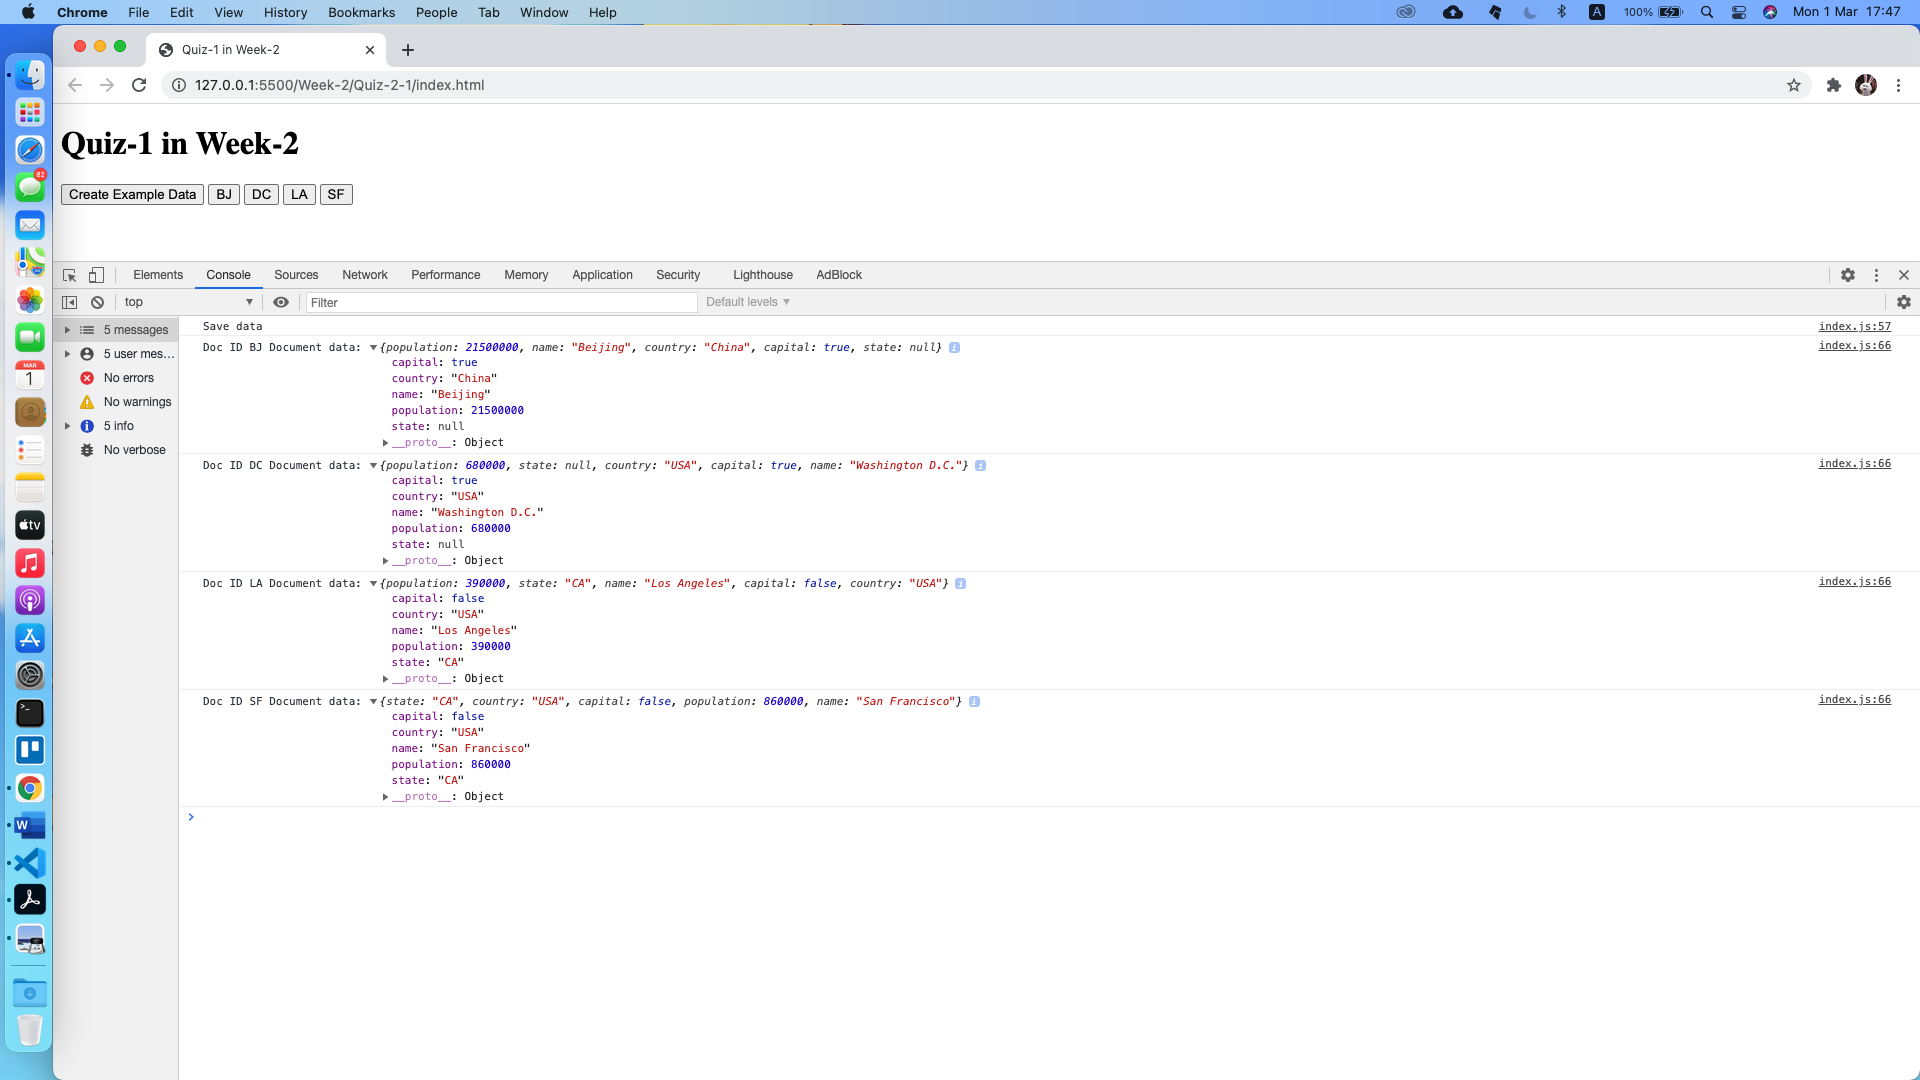 Chrome File Edit View History Bookmarks People Tab Window Help 100% Mon 1 Mar 17:47
Quiz-1 in Week-2
127.0.0.1:5500/Week-2/Quiz-2-1/index.html
Quiz-1 in Week-2
Create Example Data BJ DC LA SF
Elements Console Sources Network Performance Memory Application Security Lighthouse AdBlock
top Filter Default levels
5 messages
5 user mes...
No errors
No warnings
5 info
No verbose
Save data index.js:57
Doc ID BJ Document data: {population: 21500000, name: "Beijing", country: "China", capital: true, state: null} index.js:66
capital: true
country: "China"
name: "Beijing"
population: 21500000
state: null
__proto__: Object
Doc ID DC Document data: {population: 680000, state: null, country: "USA", capital: true, name: "Washington D.C."} index.js:66
capital: true
country: "USA"
name: "Washington D.C."
population: 680000
state: null
__proto__: Object
Doc ID LA Document data: {population: 390000, state: "CA", name: "Los Angeles", capital: false, country: "USA"} index.js:66
capital: false
country: "USA"
name: "Los Angeles"
population: 390000
state: "CA"
__proto__: Object
Doc ID SF Document data: {state: "CA", country: "USA", capital: false, population: 860000, name: "San Francisco"} index.js:66
capital: false
country: "USA"
name: "San Francisco"
population: 860000
state: "CA"
__proto__: Object
82
MAR
1
tv
W
A